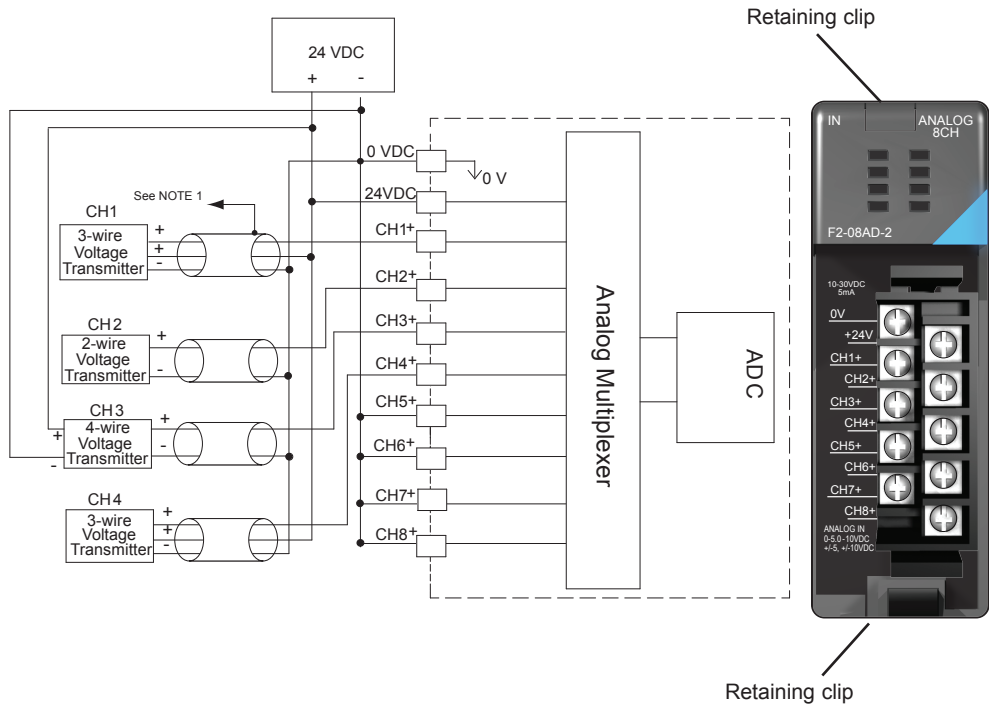 Retaining clip
24 VDC
+ -
0 VDC
0 V
24VDC
See NOTE 1
CH1
3-wire
Voltage
Transmitter
+
+
-
CH1+
CH2
2-wire
Voltage
Transmitter
+
-
CH2+
CH3
4-wire
Voltage
Transmitter
+
-
+
-
CH3+
CH4
3-wire
Voltage
Transmitter
+
+
-
CH4+
CH5+
CH6+
CH7+
CH8+
Analog Multiplexer
ADC
IN
ANALOG
8CH
F2-08AD-2
10-30VDC
5mA
0V
+24V
CH1+
CH2+
CH3+
CH4+
CH5+
CH6+
CH7+
CH8+
ANALOG IN
0-5.0 -10VDC
+/-5, +/-10VDC
Retaining clip